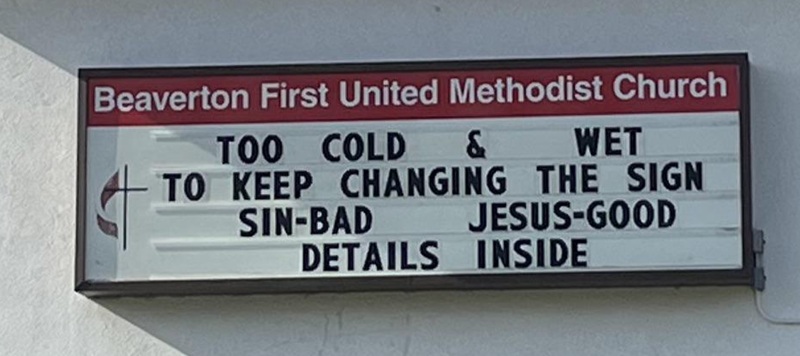 Beaverton First United Methodist Church
TOO COLD & WET
TO KEEP CHANGING THE SIGN
SIN-BAD JESUS-GOOD
DETAILS INSIDE